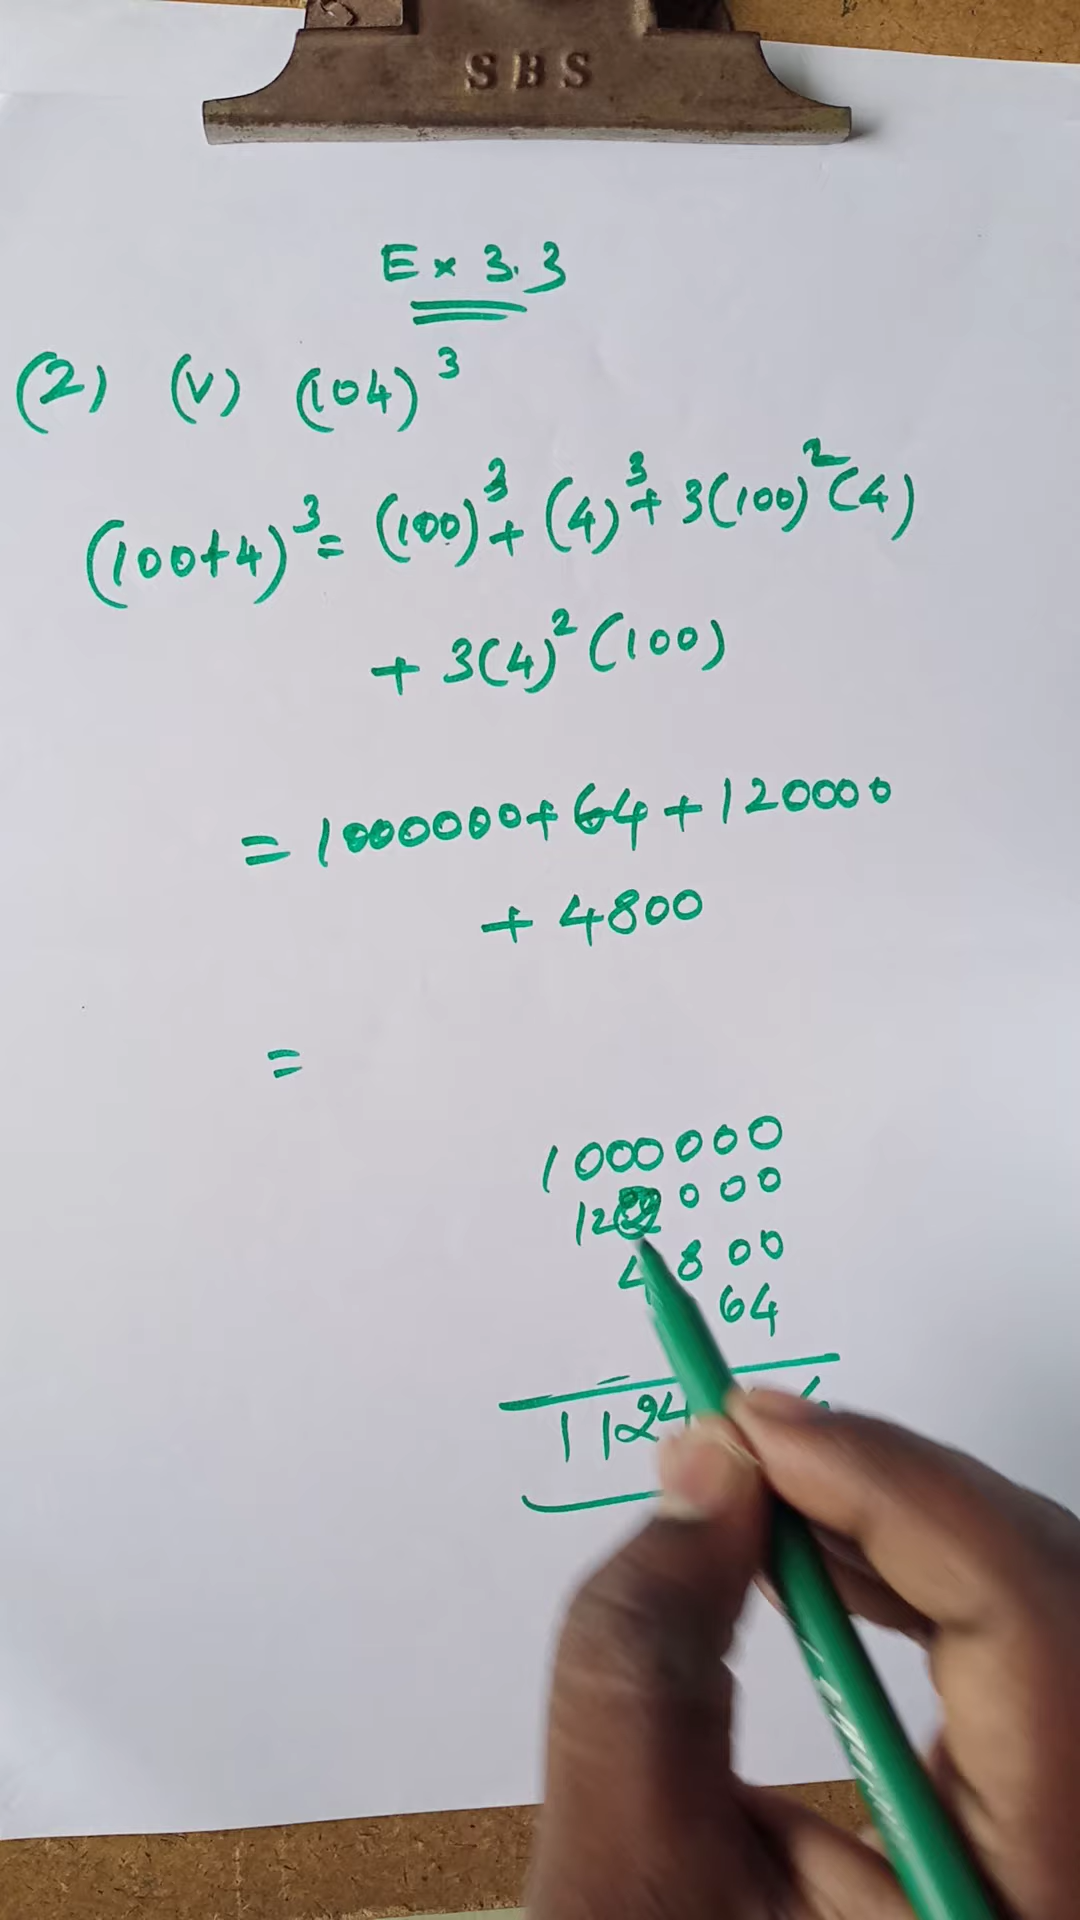 SBS
Ex 3.3
(2) (v) (104)³
(100+4)³ = (100)³ + (4)³ + 3(100)²(4)
+ 3(4)²(100)
= 1000000 + 64 + 120000
+ 4800
=
1000000
120000
4800
64
1124